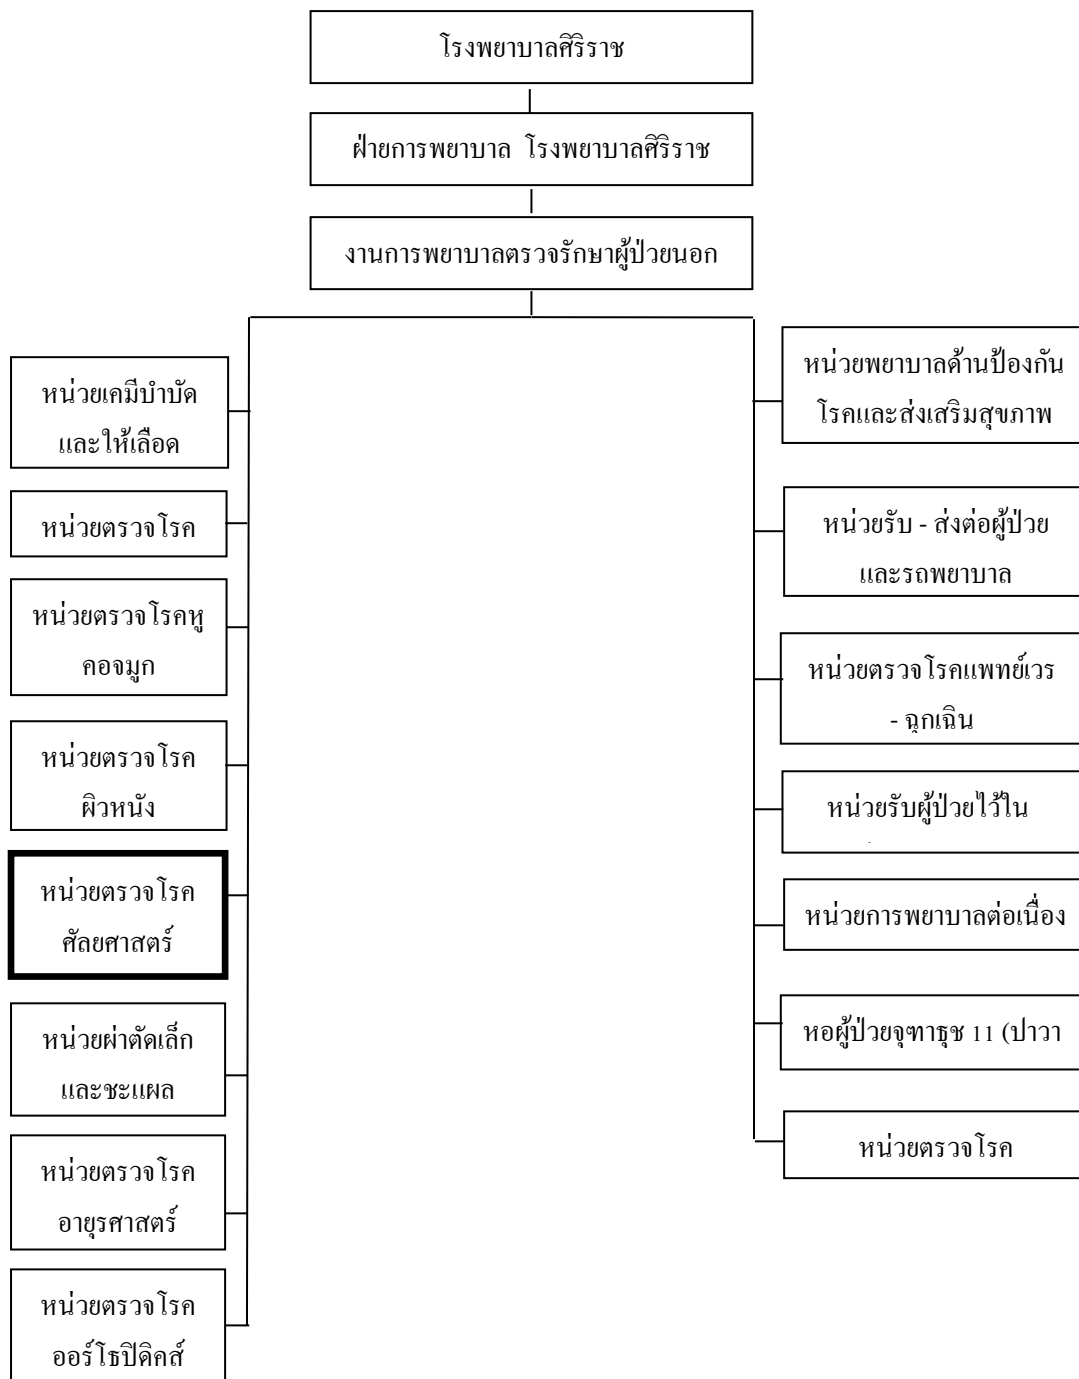 โรงพยาบาลศิริราช
ฝ่ายการพยาบาล โรงพยาบาลศิริราช
งานการพยาบาลตรวจรักษาผู้ป่วยนอก
หน่วยเคมีบำบัด
และให้เลือด
หน่วยตรวจโรค
หน่วยตรวจโรคหู
คอจมูก
หน่วยตรวจโรค
ผิวหนัง
หน่วยตรวจโรค
ศัลยศาสตร์
หน่วยผ่าตัดเล็ก
และชะแผล
หน่วยตรวจโรค
อายุรศาสตร์
หน่วยตรวจโรค
ออร์โธปิดิคส์
หน่วยพยาบาลด้านป้องกัน
โรคและส่งเสริมสุขภาพ
หน่วยรับ - ส่งต่อผู้ป่วย
และรถพยาบาล
หน่วยตรวจโรคแพทย์เวร
- ฉุกเฉิน
หน่วยรับผู้ป่วยไว้ใน
หน่วยการพยาบาลต่อเนื่อง
หอผู้ป่วยจุฑาธุช 11 (ปาวา
หน่วยตรวจโรค